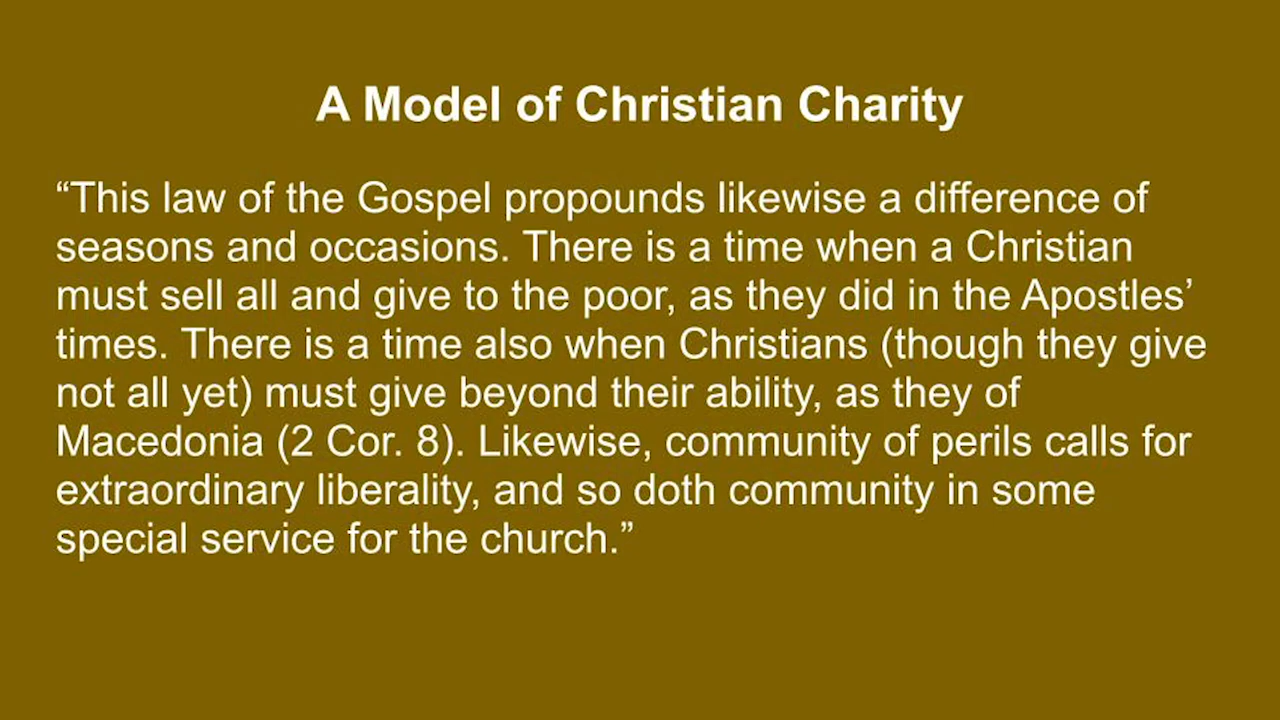 A Model of Christian Charity
“This law of the Gospel propounds likewise a difference of
seasons and occasions. There is a time when a Christian
must sell all and give to the poor, as they did in the Apostles’
times. There is a time also when Christians (though they give
not all yet) must give beyond their ability, as they of
Macedonia (2 Cor. 8). Likewise, community of perils calls for
extraordinary liberality, and so doth community in some
special service for the church.”